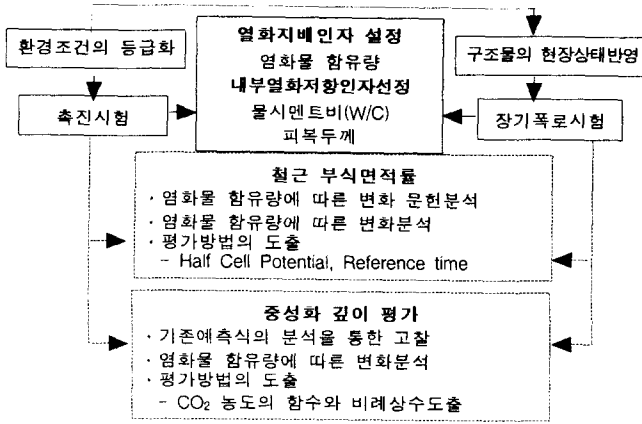 환경조건의 등급화
촉진시험
열화지배인자 설정
염화물 함유량
내부열화저항인자선정
물시멘트비(W/C)
피복두께
구조물의 현장상태반영
장기폭로시험
철근 부식면적률
· 염화물 함유량에 따른 변화 문헌분석
· 염화물 함유량에 따른 변화분석
· 평가방법의 도출
- Half Cell Potential, Reference time
중성화 깊이 평가
· 기존예측식의 분석을 통한 고찰
· 염화물 함유량에 따른 변화분석
· 평가방법의 도출
- CO₂ 농도의 함수와 비례상수도출